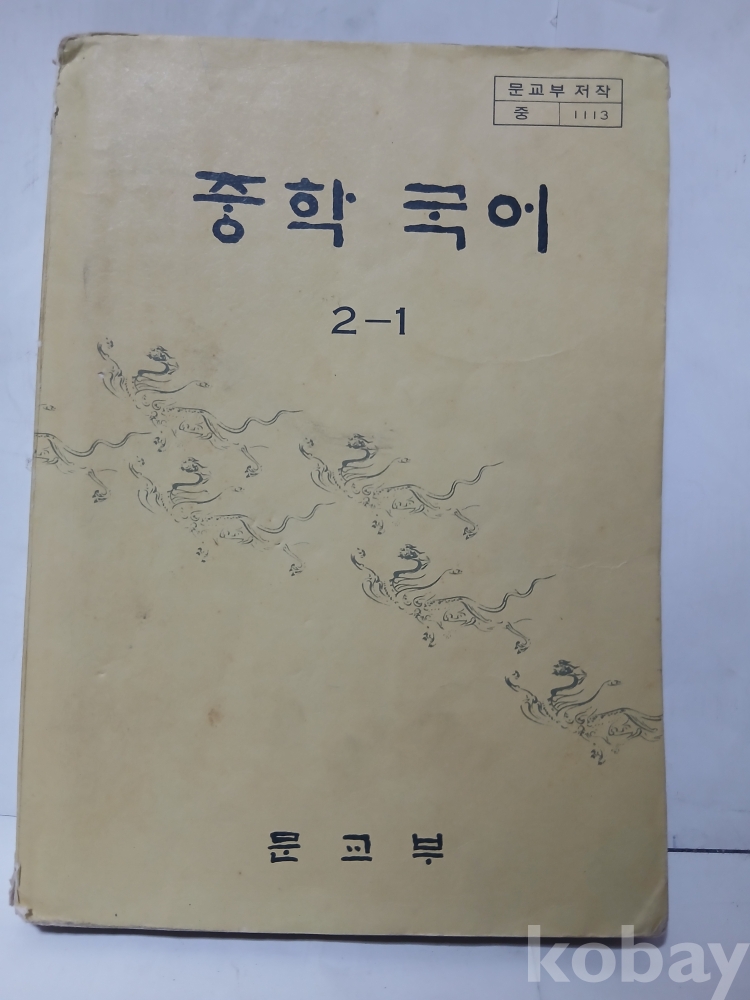 문교부 저작
중 1113
중학 국어
2-1
문교부
kobay